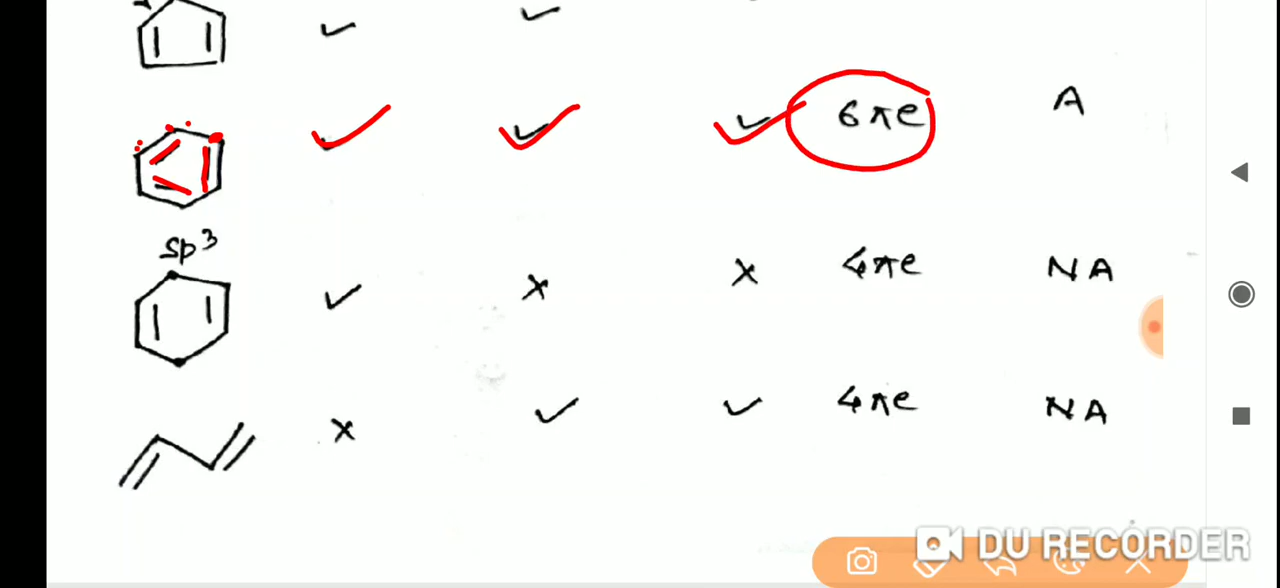 ✓ ✓
✓ ✓ ✓ 6πe A
sp³
✓ x x 4πe NA
x ✓ ✓ 4πe NA
DU RECORDER